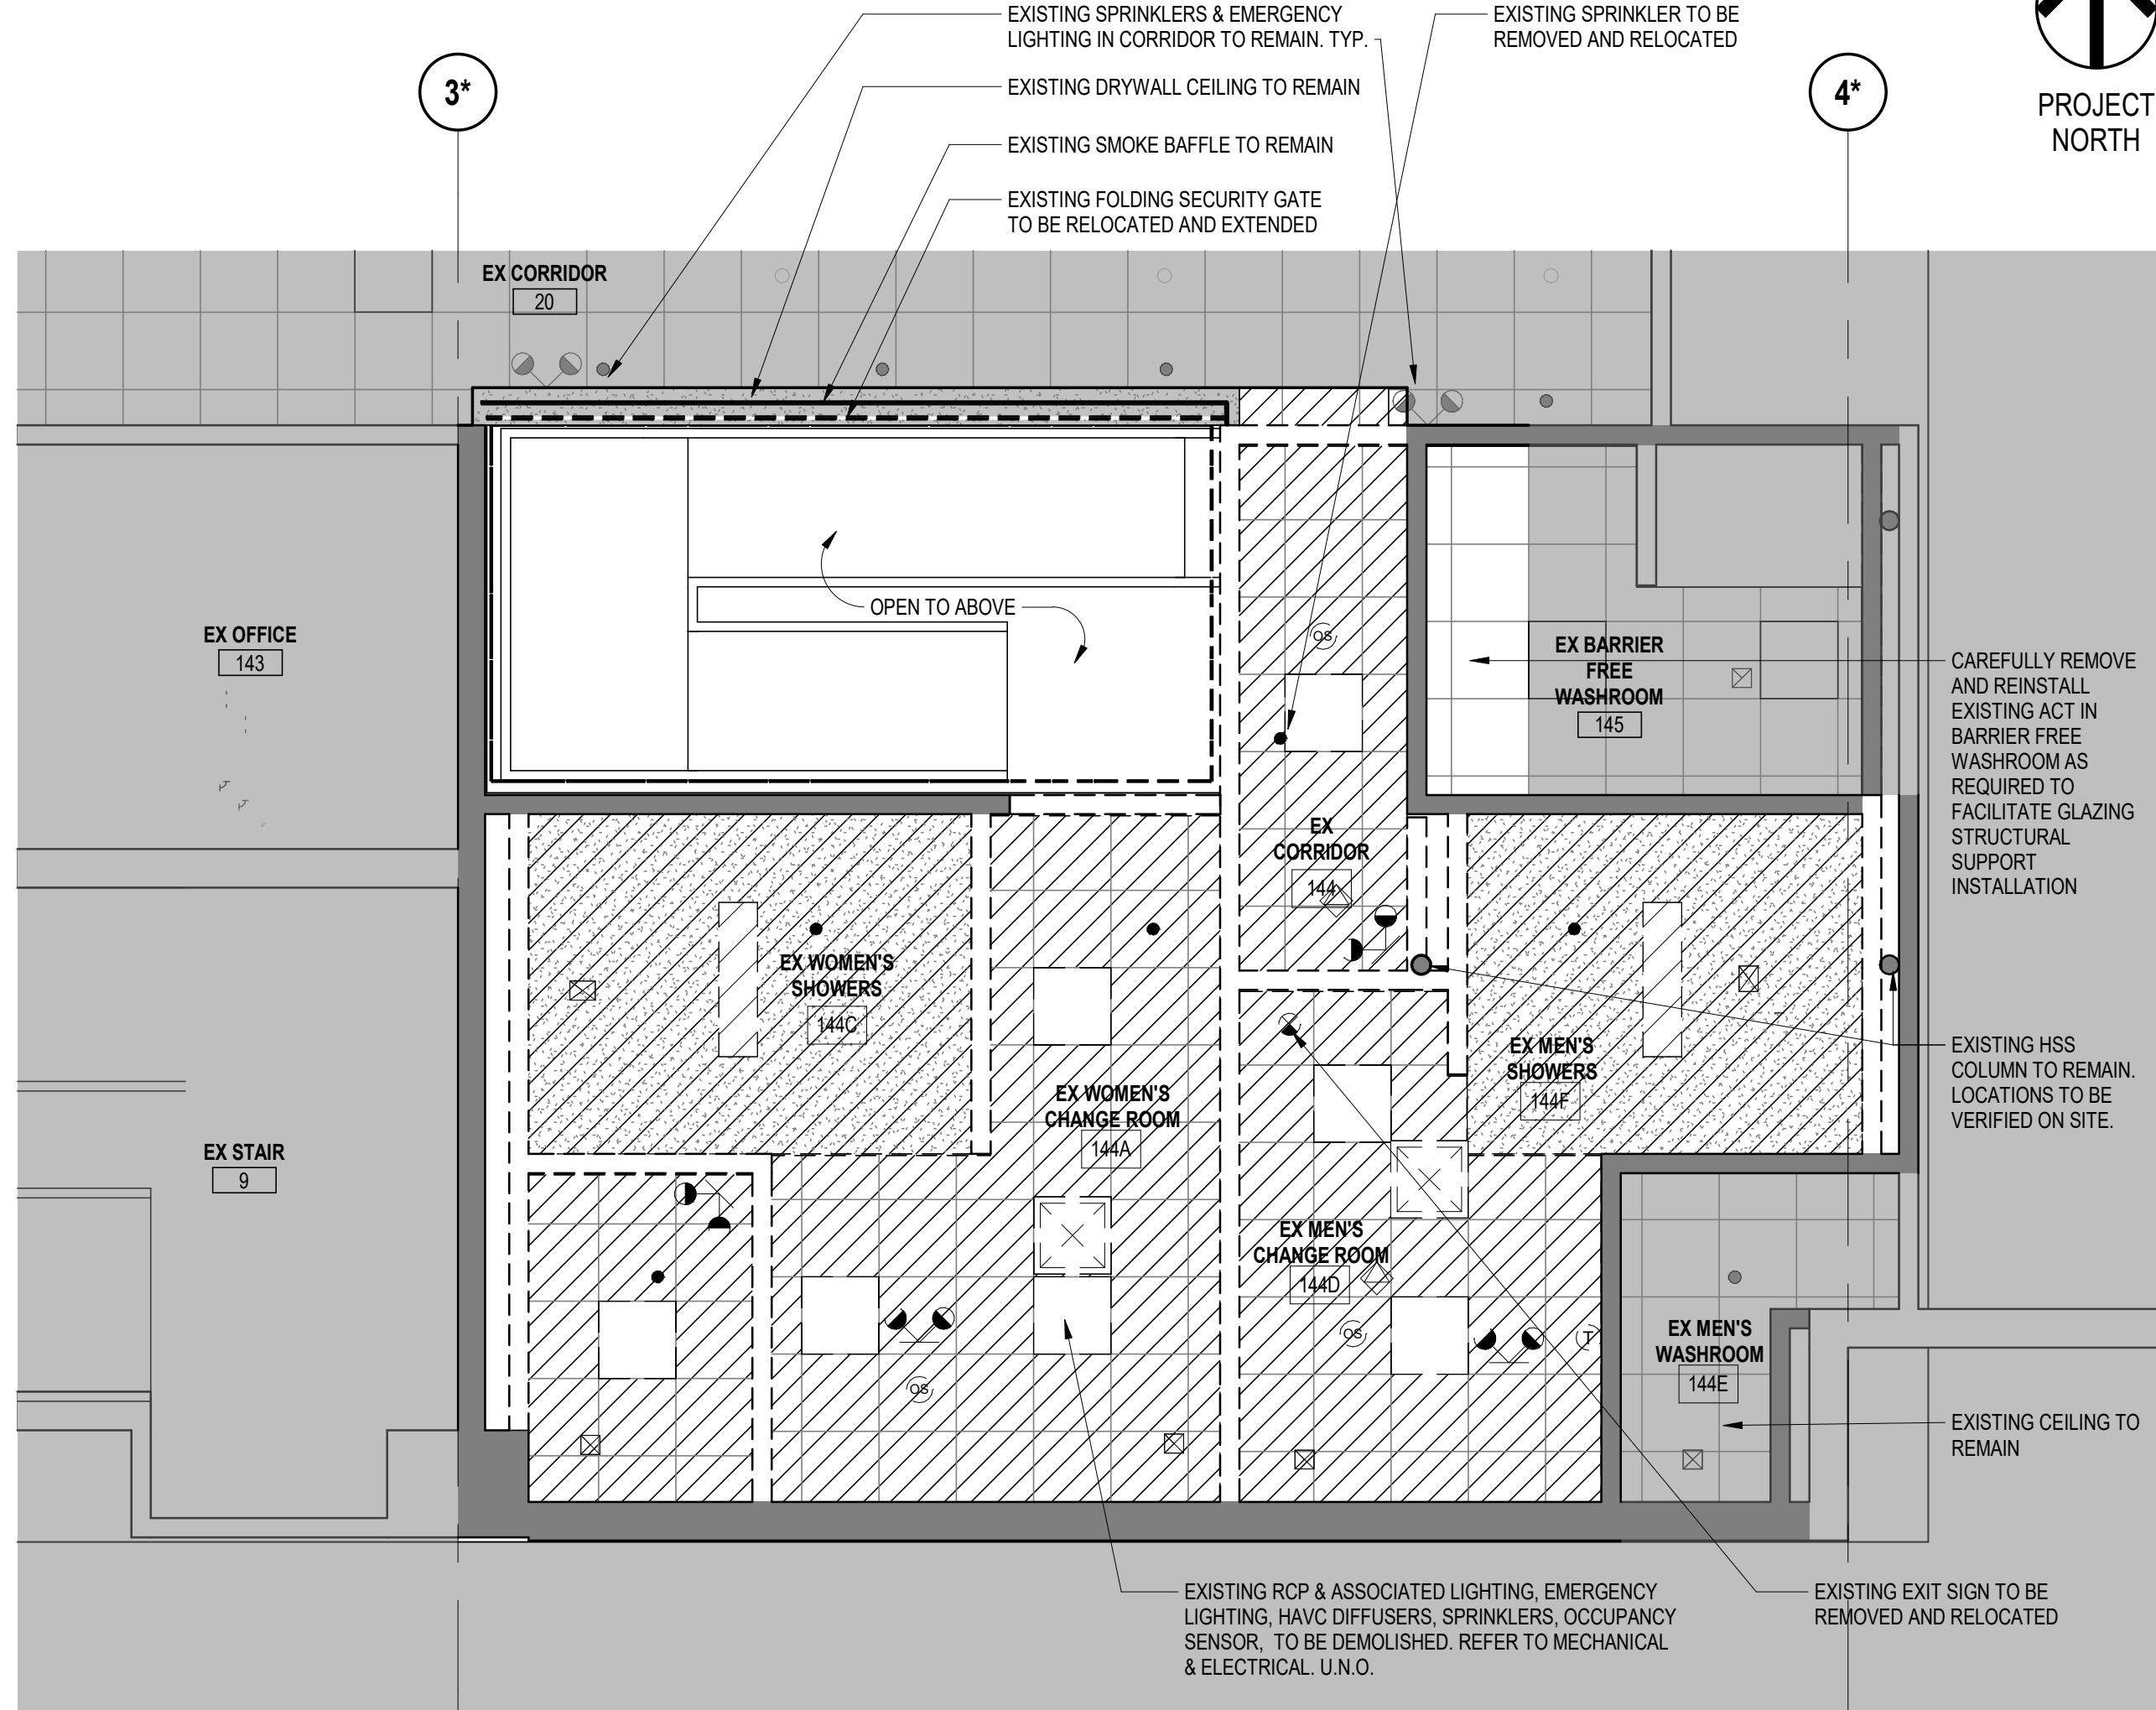 EXISTING SPRINKLERS & EMERGENCY
LIGHTING IN CORRIDOR TO REMAIN. TYP.
EXISTING SPRINKLER TO BE
REMOVED AND RELOCATED
3*
EXISTING DRYWALL CEILING TO REMAIN
4*
PROJECT
NORTH
EXISTING SMOKE BAFFLE TO REMAIN
EXISTING FOLDING SECURITY GATE
TO BE RELOCATED AND EXTENDED
EX CORRIDOR
20
OPEN TO ABOVE
EX OFFICE
143
OS
EX BARRIER
FREE
WASHROOM
145
CAREFULLY REMOVE
AND REINSTALL
EXISTING ACT IN
BARRIER FREE
WASHROOM AS
REQUIRED TO
FACILITATE GLAZING
STRUCTURAL
SUPPORT
INSTALLATION
EX
CORRIDOR
144
EX WOMEN'S
SHOWERS
144C
EX MEN'S
SHOWERS
144F
EXISTING HSS
COLUMN TO REMAIN.
LOCATIONS TO BE
VERIFIED ON SITE.
EX WOMEN'S
CHANGE ROOM
144A
EX STAIR
9
EX MEN'S
CHANGE ROOM
144D
OS
T
OS
EX MEN'S
WASHROOM
144E
EXISTING CEILING TO
REMAIN
EXISTING RCP & ASSOCIATED LIGHTING, EMERGENCY
LIGHTING, HAVC DIFFUSERS, SPRINKLERS, OCCUPANCY
SENSOR, TO BE DEMOLISHED. REFER TO MECHANICAL
& ELECTRICAL. U.N.O.
EXISTING EXIT SIGN TO BE
REMOVED AND RELOCATED